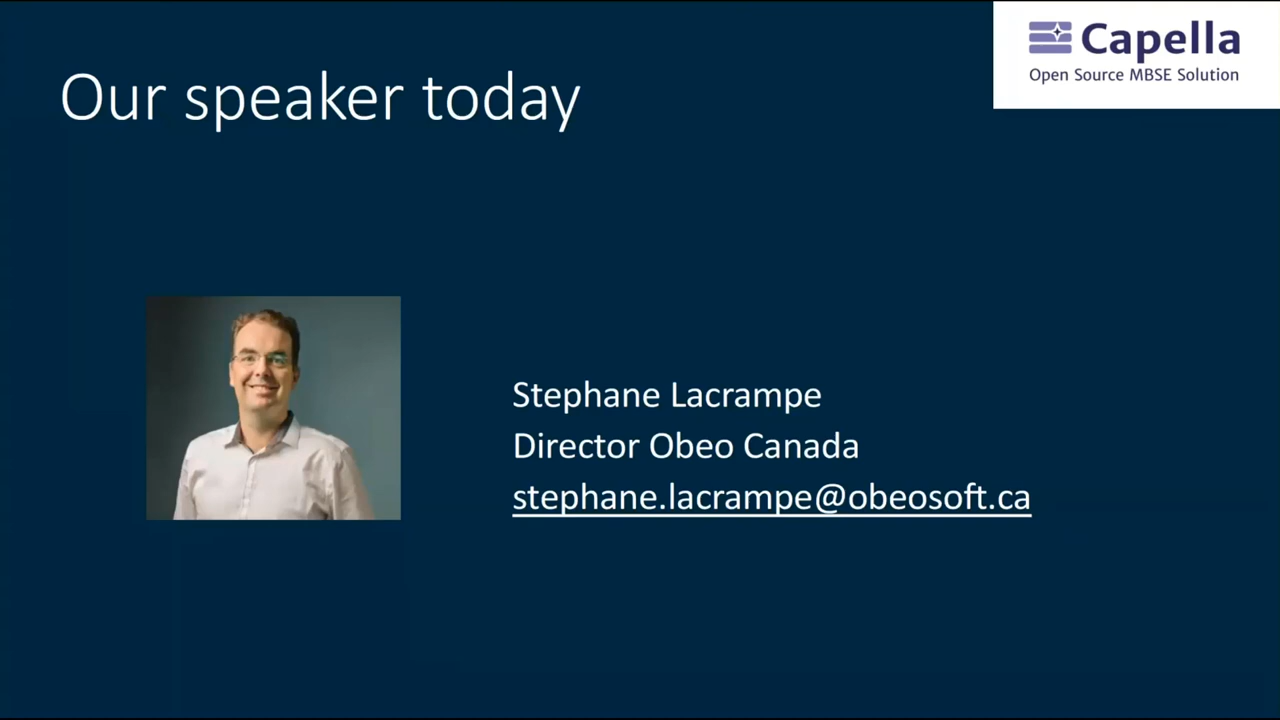 Capella
Open Source MBSE Solution
Our speaker today
Stephane Lacrampe
Director Obeo Canada
stephane.lacrampe@obeosoft.ca